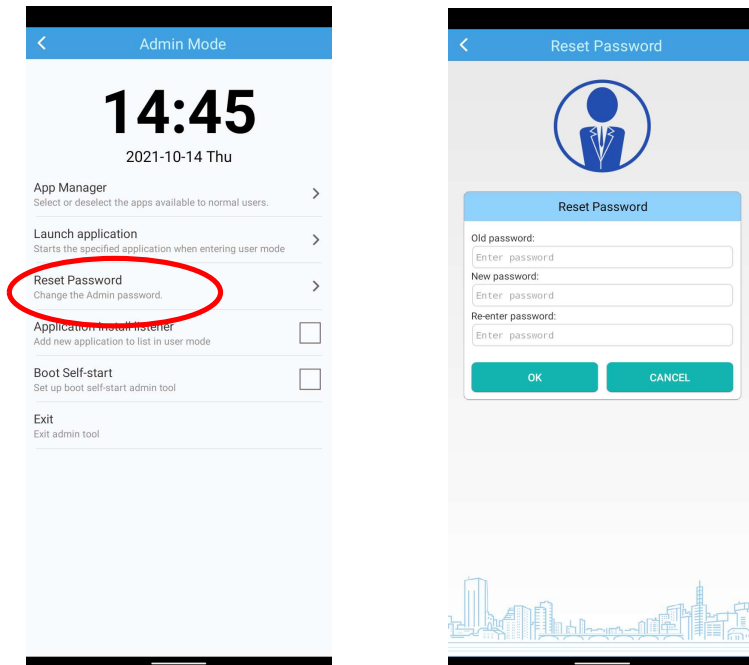 Admin Mode
14:45
2021-10-14 Thu
App Manager
Select or deselect the apps available to normal users.
Launch application
Starts the specified application when entering user mode
Reset Password
Change the Admin password.
Application install listener
Add new application to list in user mode
Boot Self-start
Set up boot self-start admin tool
Exit
Exit admin tool
Reset Password
Reset Password
Old password:
Enter password
New password:
Enter password
Re-enter password:
Enter password
OK CANCEL